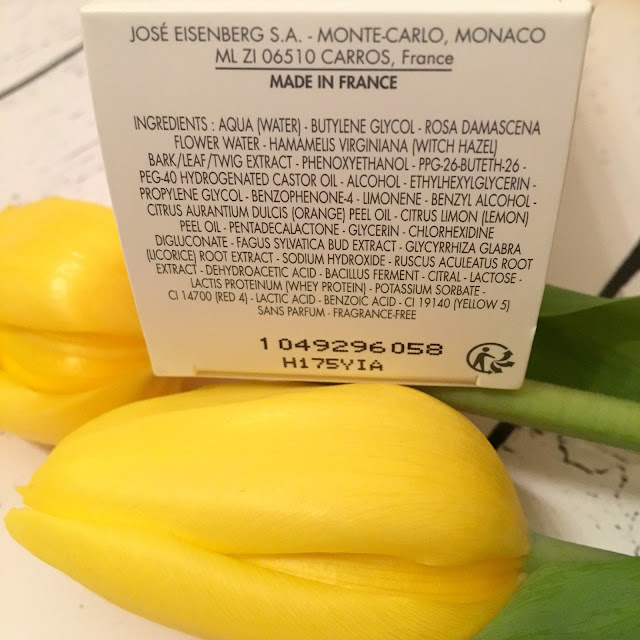 JOSÉ EISENBERG S.A. - MONTE-CARLO, MONACO
ML ZI 06510 CARROS, France
MADE IN FRANCE
INGREDIENTS : AQUA (WATER) - BUTYLENE GLYCOL - ROSA DAMASCENA
FLOWER WATER - HAMAMELIS VIRGINIANA (WITCH HAZEL)
BARK/LEAF/TWIG EXTRACT - PHENOXYETHANOL - PPG-26-BUTETH-26 -
PEG-40 HYDROGENATED CASTOR OIL - ALCOHOL - ETHYLHEXYLGLYCERIN -
PROPYLENE GLYCOL - BENZOPHENONE-4 - LIMONENE - BENZYL ALCOHOL -
CITRUS AURANTIUM DULCIS (ORANGE) PEEL OIL - CITRUS LIMON (LEMON)
PEEL OIL - PENTADECALACTONE - GLYCERIN - CHLORHEXIDINE
DIGLUCONATE - FAGUS SYLVATICA BUD EXTRACT - GLYCYRRHIZA GLABRA
(LICORICE) ROOT EXTRACT - SODIUM HYDROXIDE - RUSCUS ACULEATUS ROOT
EXTRACT - DEHYDROACETIC ACID - BACILLUS FERMENT - CITRAL - LACTOSE -
LACTIS PROTEINUM (WHEY PROTEIN) - POTASSIUM SORBATE -
CI 14700 (RED 4) - LACTIC ACID - BENZOIC ACID - CI 19140 (YELLOW 5)
SANS PARFUM - FRAGRANCE-FREE
1 049296058
H175YIA